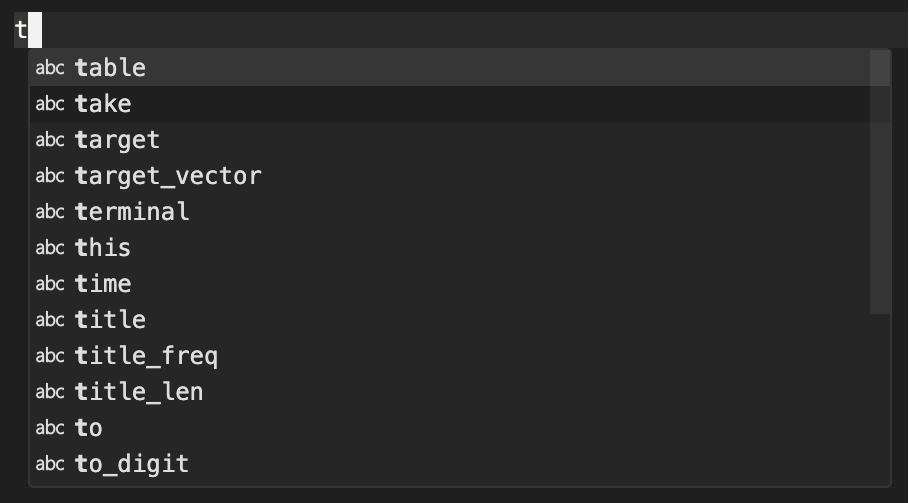 t
abc table
abc take
abc target
abc target_vector
abc terminal
abc this
abc time
abc title
abc title_freq
abc title_len
abc to
abc to_digit